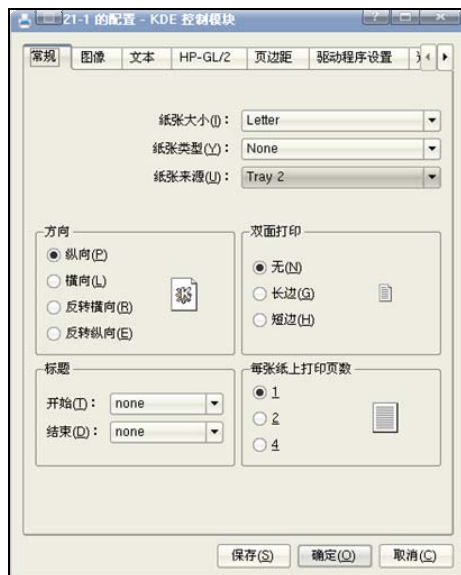 21-1 的配置 - KDE 控制模块
常规 图像 文本 HP-GL/2 页边距 驱动程序设置
纸张大小(I)： Letter
纸张类型(Y)： None
纸张来源(U)： Tray 2
方向
纵向(P)
横向(L)
反转横向(R)
反转纵向(E)
双面打印
无(N)
长边(G)
短边(H)
标题
开始(T)： none
结束(D)： none
每张纸上打印页数
1
2
4
保存(S) 确定(O) 取消(C)